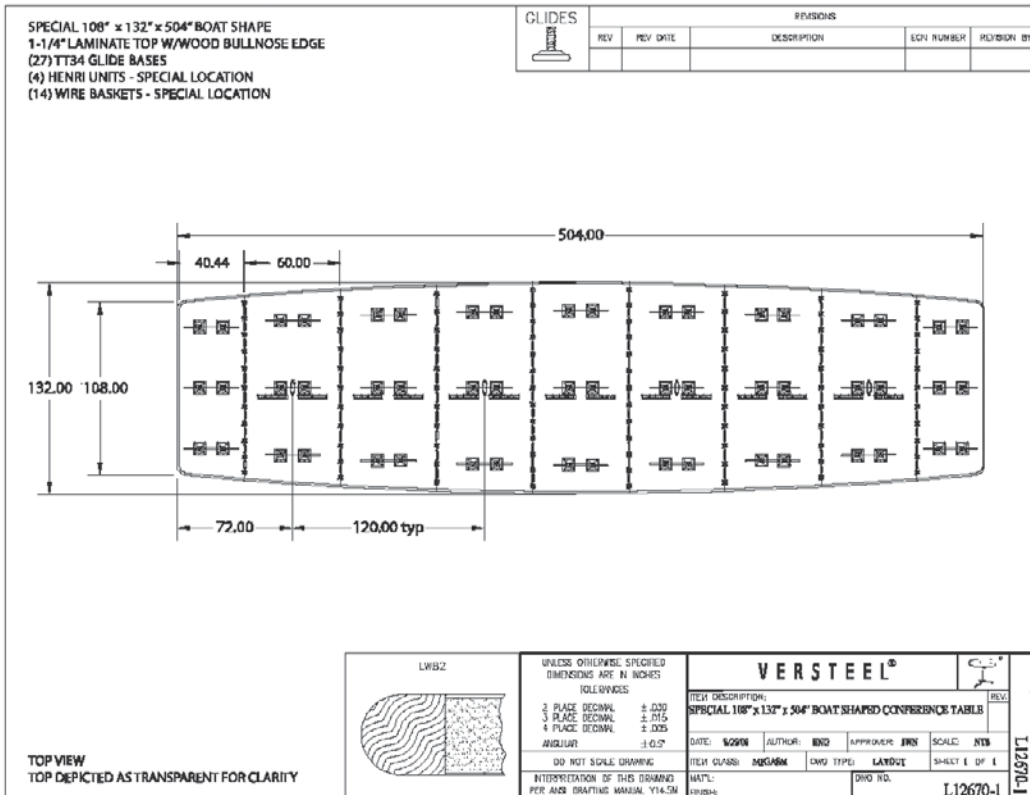 SPECIAL 108" x 132" x 504" BOAT SHAPE
1-1/4" LAMINATE TOP W/WOOD BULLNOSE EDGE
(27) TT34 GLIDE BASES
(4) HENRI UNITS - SPECIAL LOCATION
(14) WIRE BASKETS - SPECIAL LOCATION
GLIDES
REVISIONS
REV REV DATE DESCRIPTION ECN NUMBER REVISION BY
504.00
40.44 60.00
132.00 108.00
72.00 120.00 typ
TOP VIEW
TOP DEPICTED AS TRANSPARENT FOR CLARITY
LWB2
UNLESS OTHERWISE SPECIFIED
DIMENSIONS ARE IN INCHES
TOLERANCES
2 PLACE DECIMAL ±.030
3 PLACE DECIMAL ±.015
4 PLACE DECIMAL ±.005
ANGULAR ±0.5°
DO NOT SCALE DRAWING
INTERPRETATION OF THIS DRAWING
PER ANSI DRAFTING MANUAL Y14.5M
VERSTEEL®
ITEM DESCRIPTION: REV:
SPECIAL 108" x 132" x 504" BOAT SHAPED CONFERENCE TABLE
DATE: AUTHOR: APPROVER: SCALE: NTS
ITEM CLASS: DWG TYPE: LAYOUT SHEET 1 OF 1
MAT'L: DWG NO.
FINISH: L12670-1
L12670-1